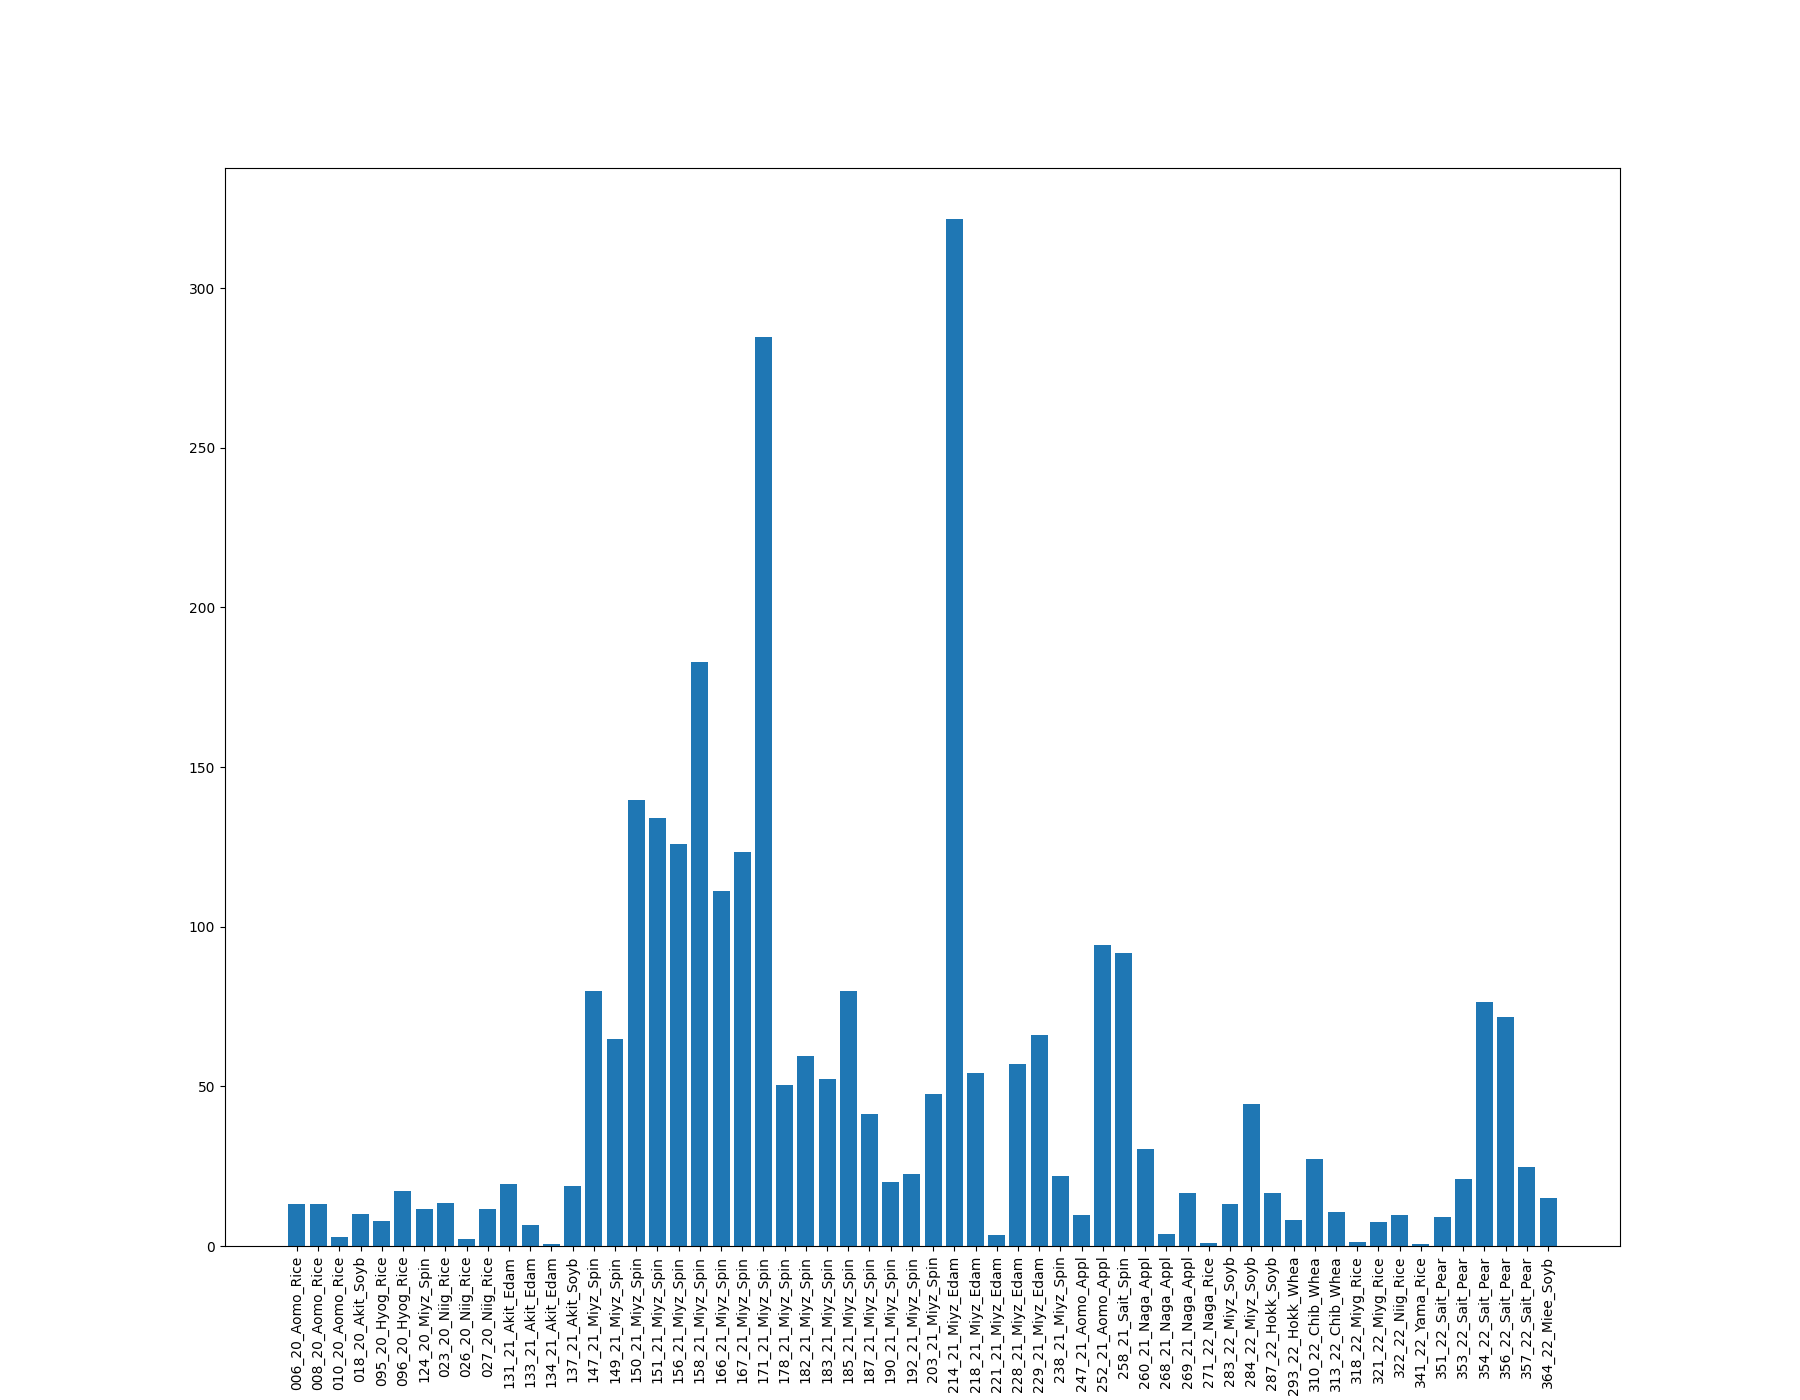 300
250
200
150
100
50
0
006_20_Aomo_Rice
008_20_Aomo_Rice
010_20_Aomo_Rice
018_20_Akit_Soyb
095_20_Hyog_Rice
096_20_Hyog_Rice
124_20_Miyz_Spin
023_20_Niig_Rice
026_20_Niig_Rice
027_20_Niig_Rice
131_21_Akit_Edam
133_21_Akit_Edam
134_21_Akit_Edam
137_21_Akit_Soyb
147_21_Miyz_Spin
149_21_Miyz_Spin
150_21_Miyz_Spin
151_21_Miyz_Spin
156_21_Miyz_Spin
158_21_Miyz_Spin
166_21_Miyz_Spin
167_21_Miyz_Spin
171_21_Miyz_Spin
178_21_Miyz_Spin
182_21_Miyz_Spin
183_21_Miyz_Spin
185_21_Miyz_Spin
187_21_Miyz_Spin
190_21_Miyz_Spin
192_21_Miyz_Spin
203_21_Miyz_Spin
214_21_Miyz_Edam
218_21_Miyz_Edam
221_21_Miyz_Edam
228_21_Miyz_Edam
229_21_Miyz_Edam
238_21_Miyz_Spin
247_21_Aomo_Appl
252_21_Aomo_Appl
258_21_Sait_Spin
260_21_Naga_Appl
268_21_Naga_Appl
269_21_Naga_Appl
271_22_Naga_Rice
283_22_Miyz_Soyb
284_22_Miyz_Soyb
287_22_Hokk_Soyb
293_22_Hokk_Whea
310_22_Chib_Whea
313_22_Chib_Whea
318_22_Miyg_Rice
321_22_Miyg_Rice
322_22_Niig_Rice
341_22_Yama_Rice
351_22_Sait_Pear
353_22_Sait_Pear
354_22_Sait_Pear
356_22_Sait_Pear
357_22_Sait_Pear
364_22_Miee_Soyb